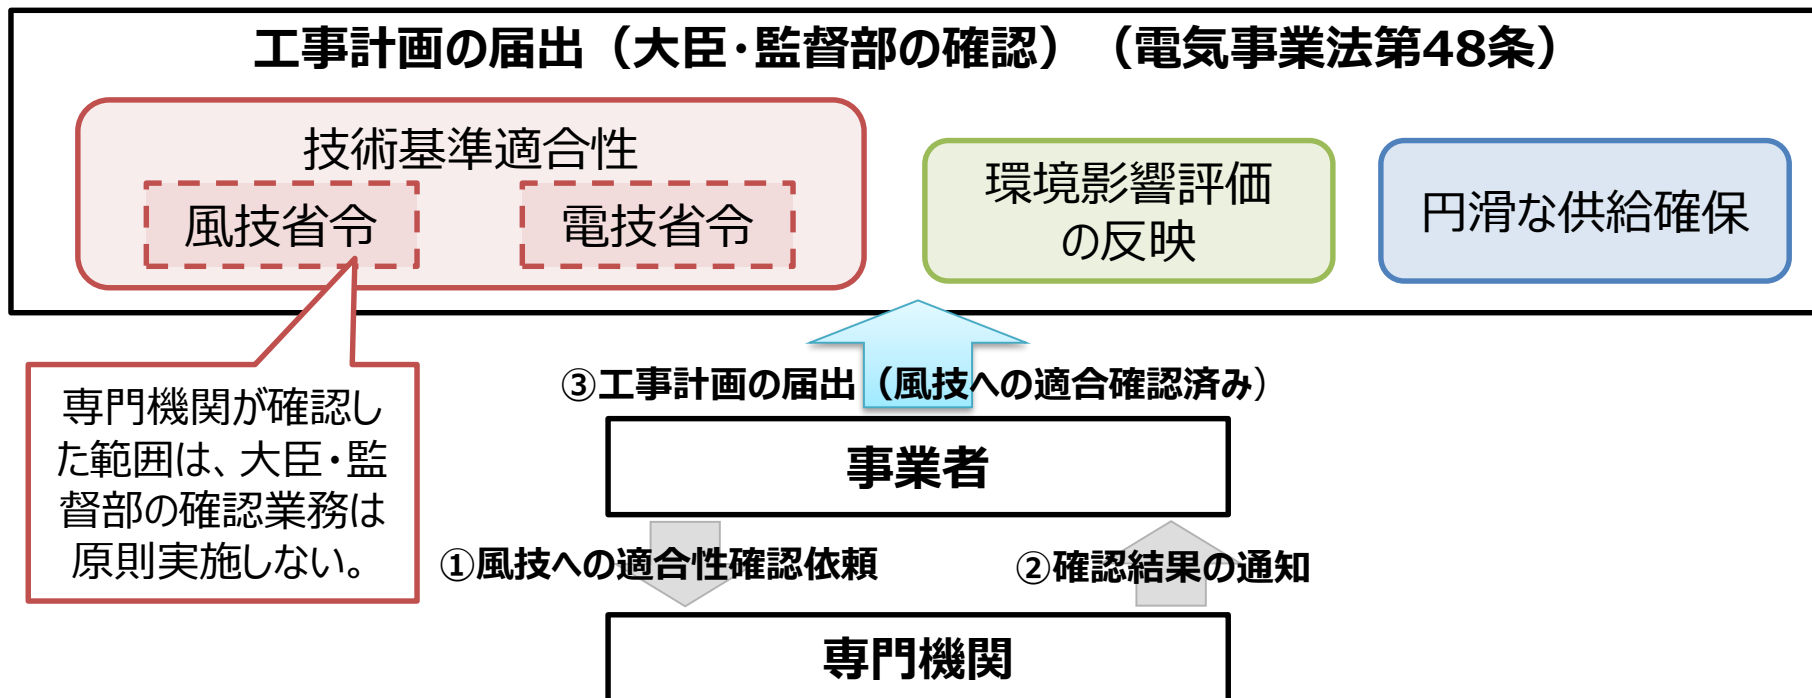 工事計画の届出（大臣・監督部の確認）（電気事業法第48条）
技術基準適合性
風技省令
電技省令
環境影響評価
の反映
円滑な供給確保
専門機関が確認し
た範囲は、大臣・監
督部の確認業務は
原則実施しない。
③工事計画の届出（風技への適合確認済み）
事業者
①風技への適合性確認依頼
②確認結果の通知
専門機関